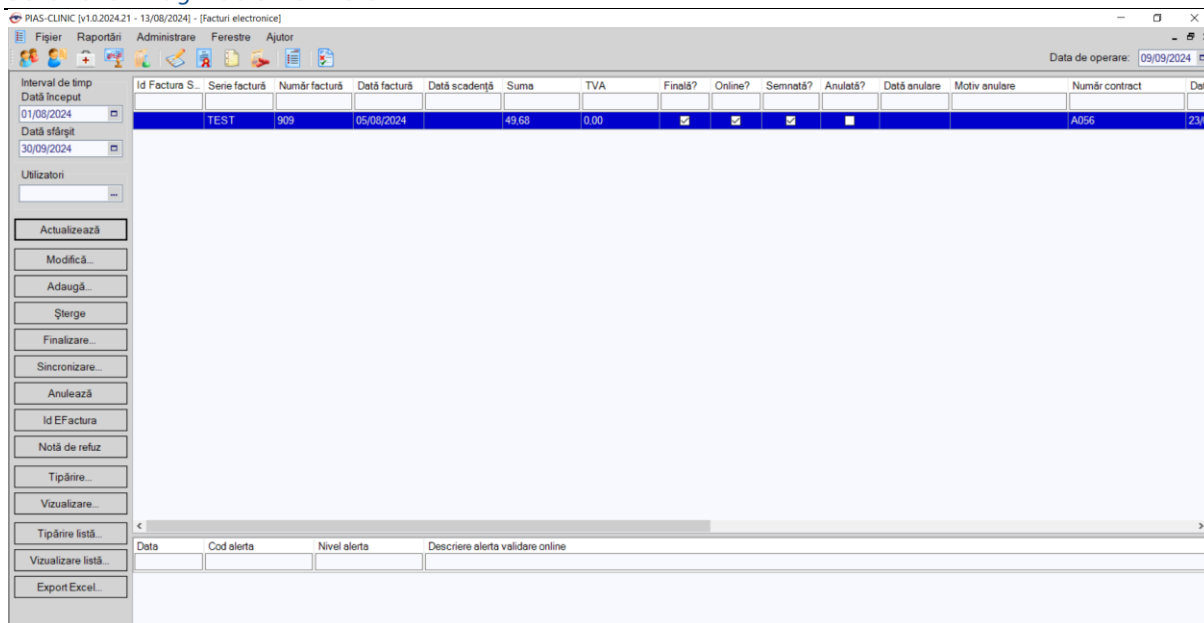 PIAS-CLINIC [v1.0.2024.21 - 13/08/2024] - [Facturi electronice]
Fișier Raportări Administrare Ferestre Ajutor
Data de operare: 09/09/2024
Interval de timp
Dată început
01/08/2024
Dată sfârşit
30/09/2024
Utilizatori
...
Actualizează
Modifică...
Adaugă...
Şterge
Finalizare...
Sincronizare...
Anulează
Id EFactura
Notă de refuz
Tipărire...
Vizualizare...
Tipărire listă...
Vizualizare listă...
Export Excel...
Id Factura S... Serie factură Număr factură Dată factură Dată scadenţă Suma TVA Finală? Online? Semnată? Anulată? Dată anulare Motiv anulare Număr contract Dat
TEST 909 05/08/2024 49,68 0,00 A056 23/
Data Cod alerta Nivel alerta Descriere alerta validare online